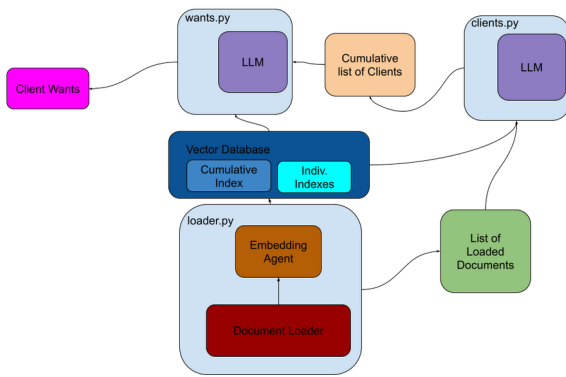 wants.py
clients.py
LLM
Cumulative
list of Clients
LLM
Client Wants
Vector Database
Cumulative
Index
Indiv.
Indexes
loader.py
Embedding
Agent
List of
Loaded
Documents
Document Loader